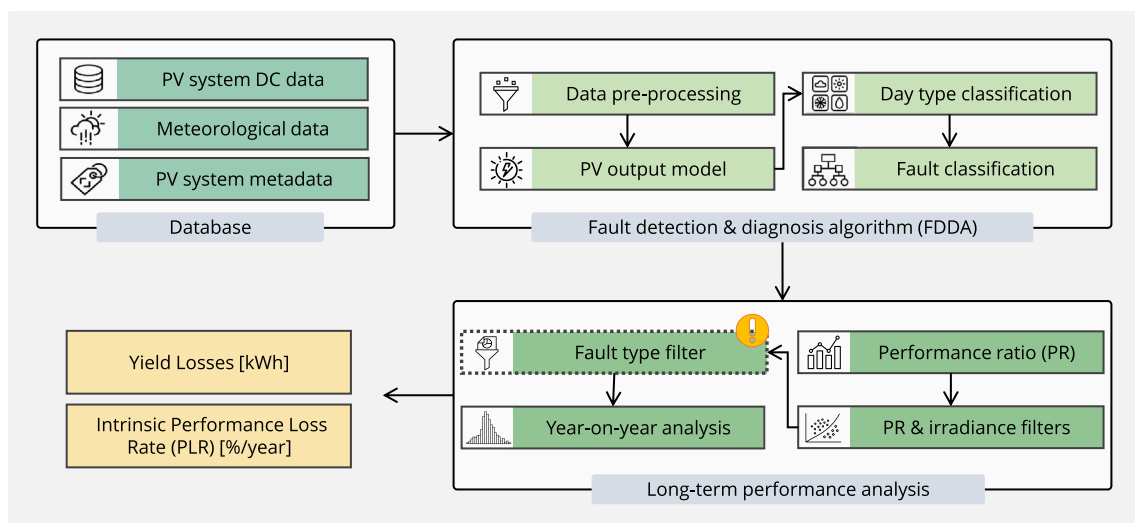 PV system DC data
Meteorological data
PV system metadata
Database
Data pre-processing
PV output model
Day type classification
Fault classification
Fault detection & diagnosis algorithm (FDDA)
Performance ratio (PR)
PR & irradiance filters
Fault type filter
Year-on-year analysis
Long-term performance analysis
Yield Losses [kWh]
Intrinsic Performance Loss
Rate (PLR) [%/year]